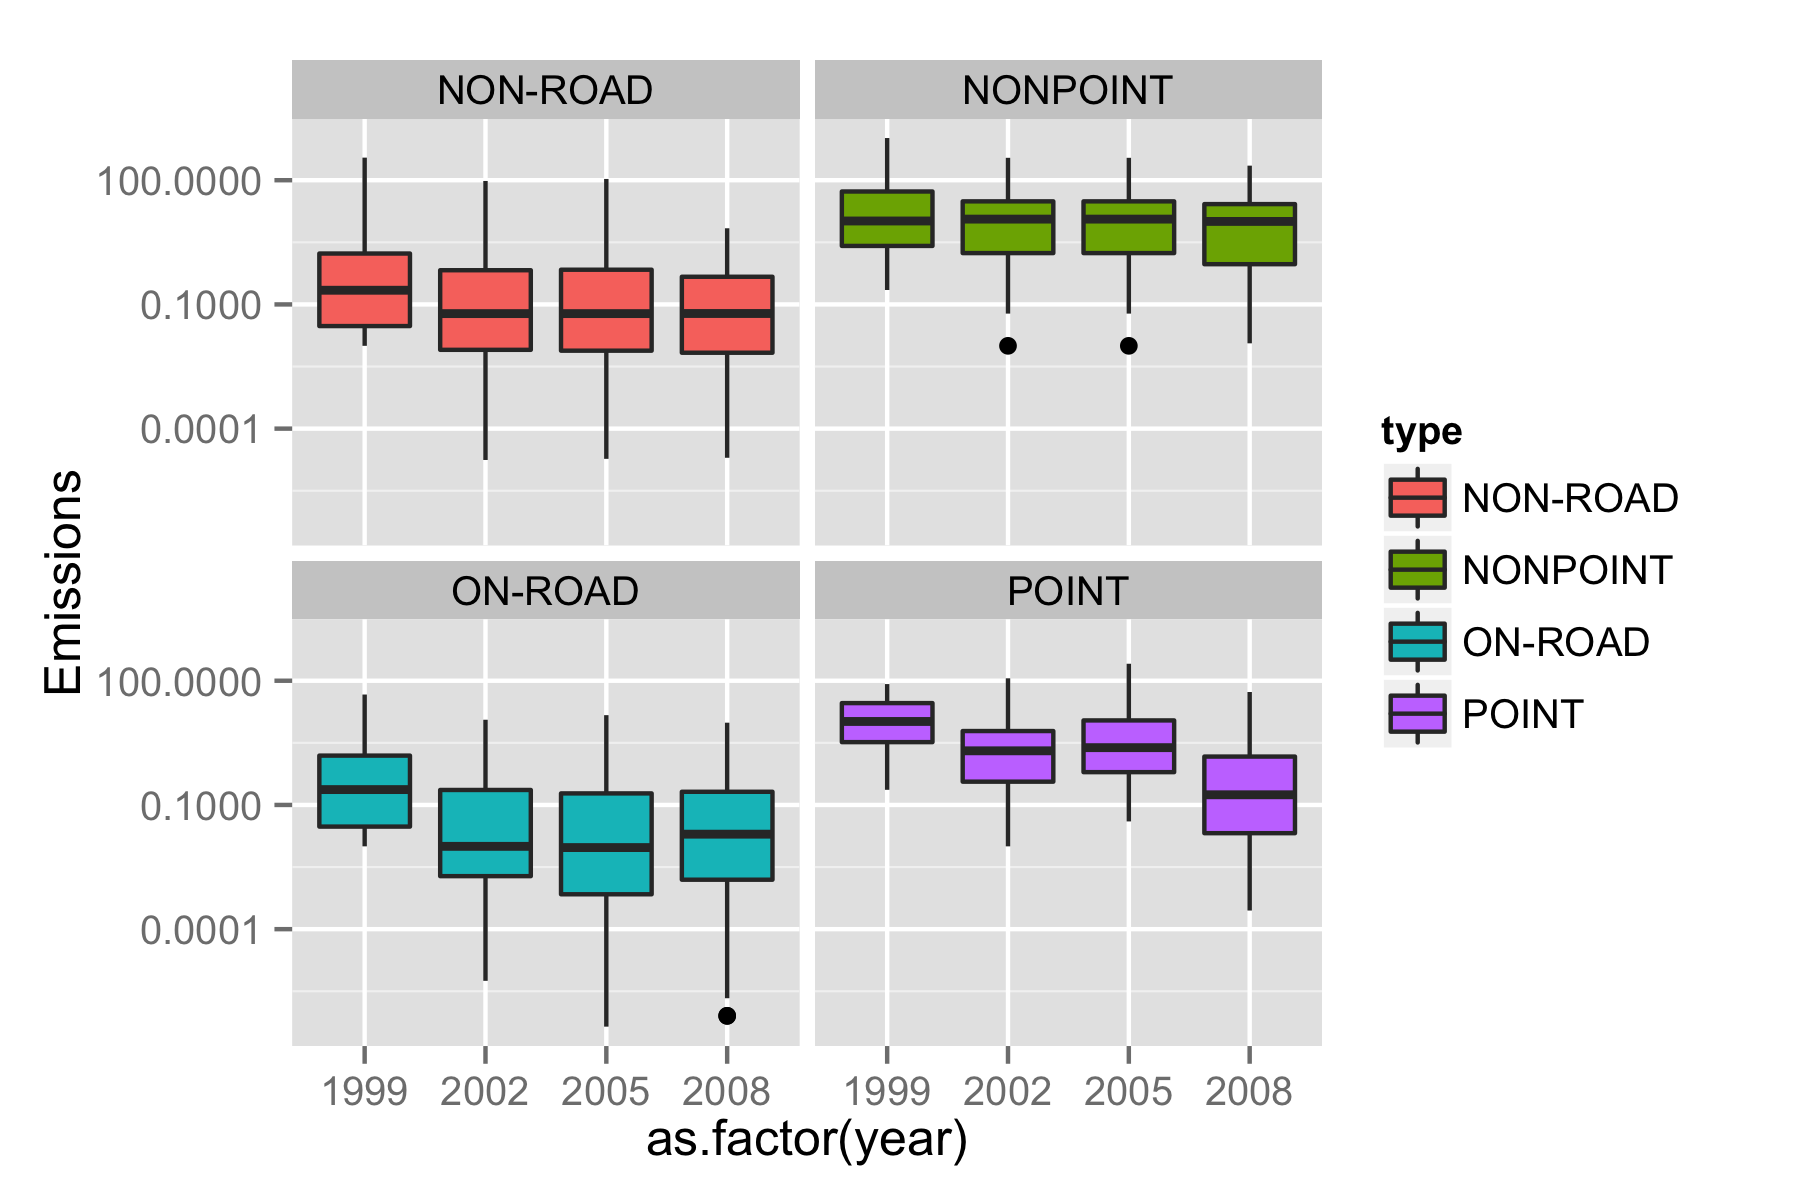 NON-ROAD NONPOINT
100.0000
0.1000
0.0001
ON-ROAD POINT
100.0000
0.1000
0.0001
1999 2002 2005 2008 1999 2002 2005 2008
as.factor(year)
Emissions
type
NON-ROAD
NONPOINT
ON-ROAD
POINT